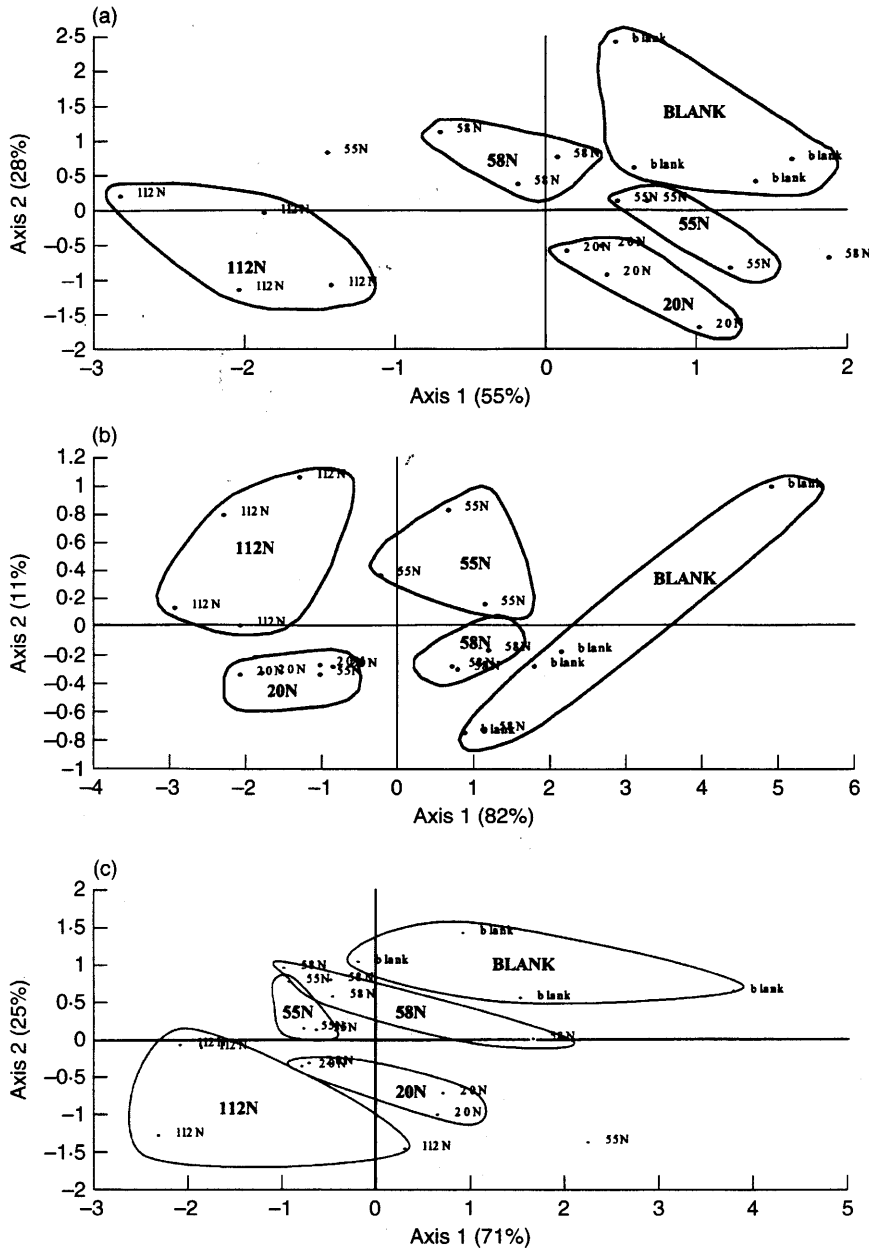 (a)
2·5
2
1·5
1
0·5
0
−0·5
−1
−1·5
−2
Axis 2 (28%)
blank
BLANK
58N
55N
58N
58N
58N
blank
blank
blank
112N
112N
55N 55N
55N
112N
20N 20N
58N
55N
112N
112N
20N
20N
20N
−3
−2
−1
0
1
2
Axis 1 (55%)
(b)
1.2
1
0.8
0.6
0.4
0.2
0
−0.2
−0.4
−0.6
−0.8
−1
Axis 2 (11%)
112N
blank
112N
55N
112N
55N
55N
BLANK
112N
55N
112N
58N
58N
blank
blank
20N
20N
55N
20N
58N
blank
−4
−3
−2
−1
0
1
2
3
4
5
6
Axis 1 (82%)
(c)
2
1·5
1
0·5
0
−0·5
−1
−1·5
−2
Axis 2 (25%)
blank
58N
blank
BLANK
55N
58N
58N
blank
blank
55N
58N
55N
58N
112N
20N
20N
20N
112N
20N
112N
112N
55N
−3
−2
−1
0
1
2
3
4
5
Axis 1 (71%)